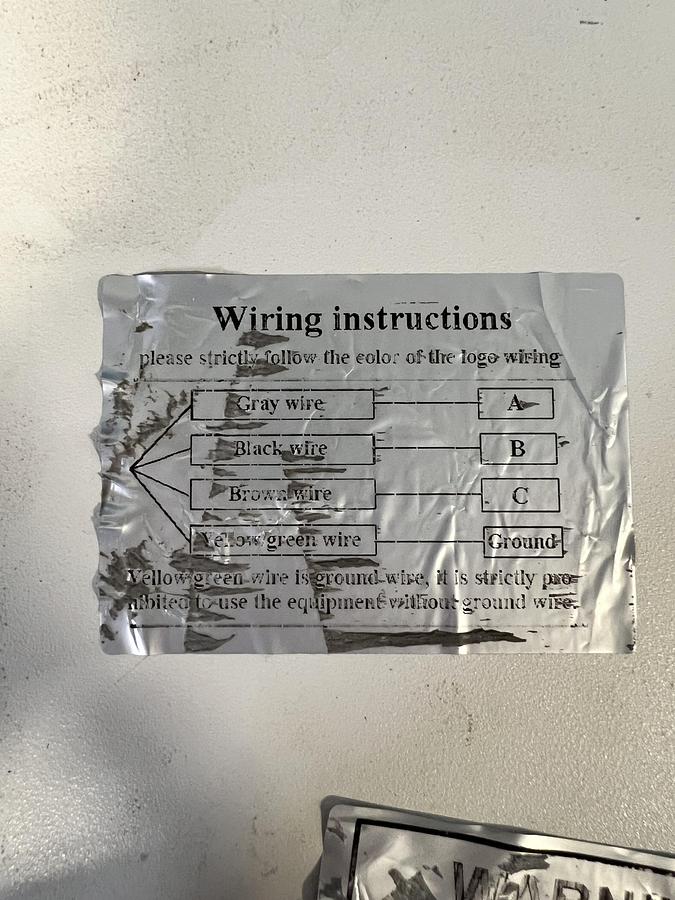 Wiring instructions
please strictly follow the color of the logo wiring
Gray wire A
Black wire B
Brown wire C
Yellow/green wire Ground
Yellow/green wire is ground wire, it is strictly pro-
hibited to use the equipment without ground wire.